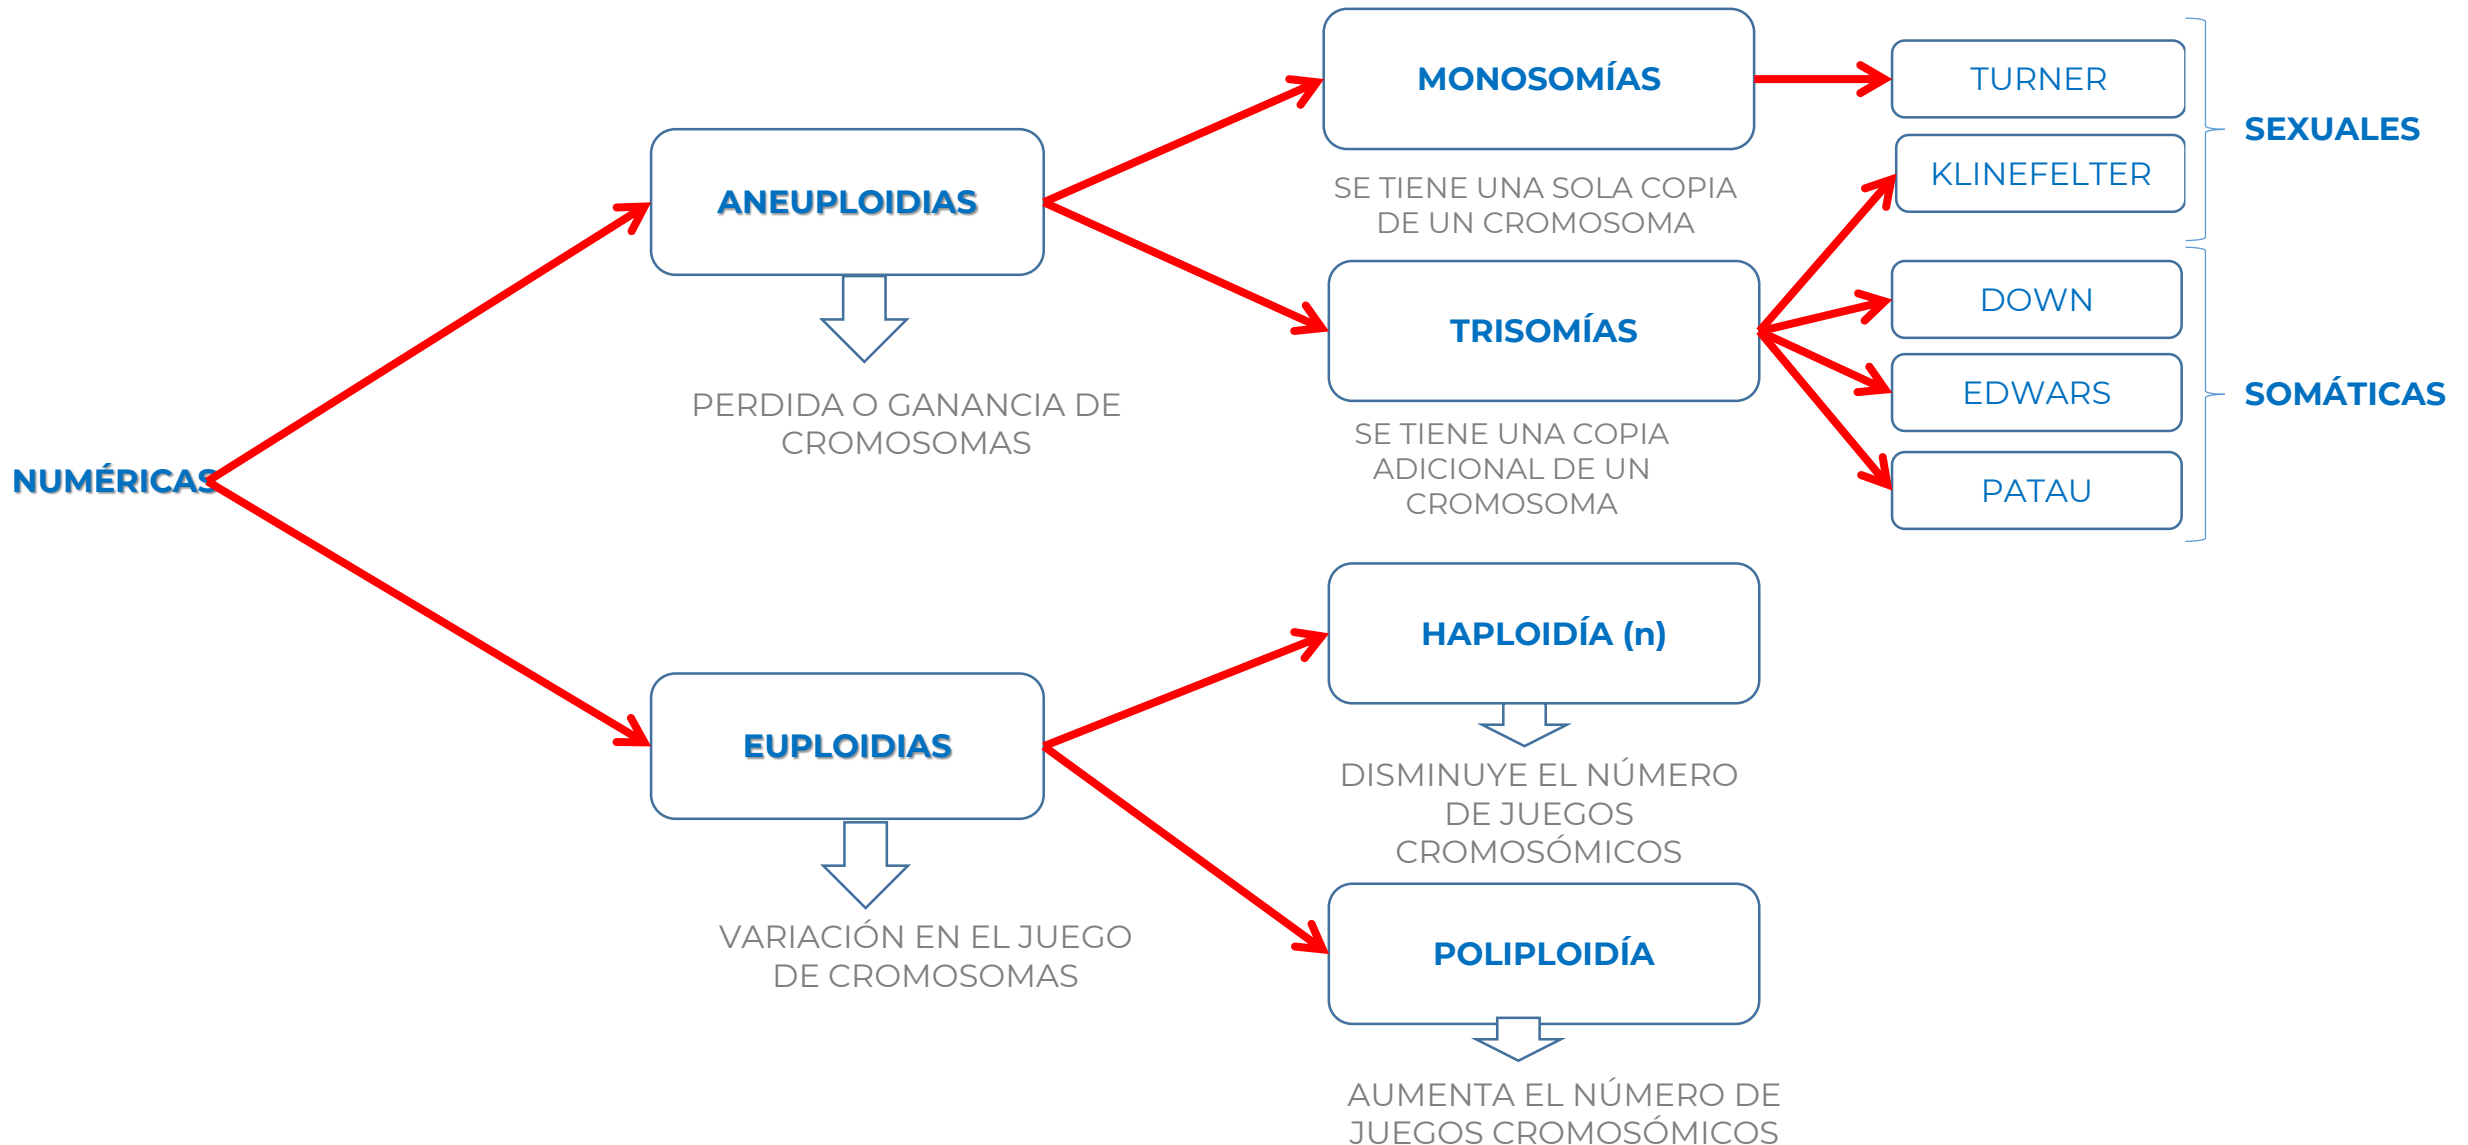 NUMÉRICAS
ANEUPLOIDIAS
PERDIDA O GANANCIA DE
CROMOSOMAS
MONOSOMÍAS
SE TIENE UNA SOLA COPIA
DE UN CROMOSOMA
TURNER
KLINEFELTER
SEXUALES
TRISOMÍAS
SE TIENE UNA COPIA
ADICIONAL DE UN
CROMOSOMA
DOWN
EDWARS
PATAU
SOMÁTICAS
EUPLOIDIAS
VARIACIÓN EN EL JUEGO
DE CROMOSOMAS
HAPLOIDÍA (n)
DISMINUYE EL NÚMERO
DE JUEGOS
CROMOSÓMICOS
POLIPLOIDÍA
AUMENTA EL NÚMERO DE
JUEGOS CROMOSÓMICOS